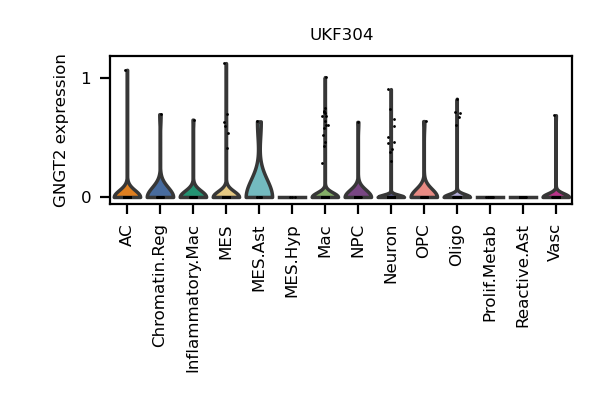 UKF304
GNGT2 expression
1
0
AC
Chromatin.Reg
Inflammatory.Mac
MES
MES.Ast
MES.Hyp
Mac
NPC
Neuron
OPC
Oligo
Prolif.Metab
Reactive.Ast
Vasc